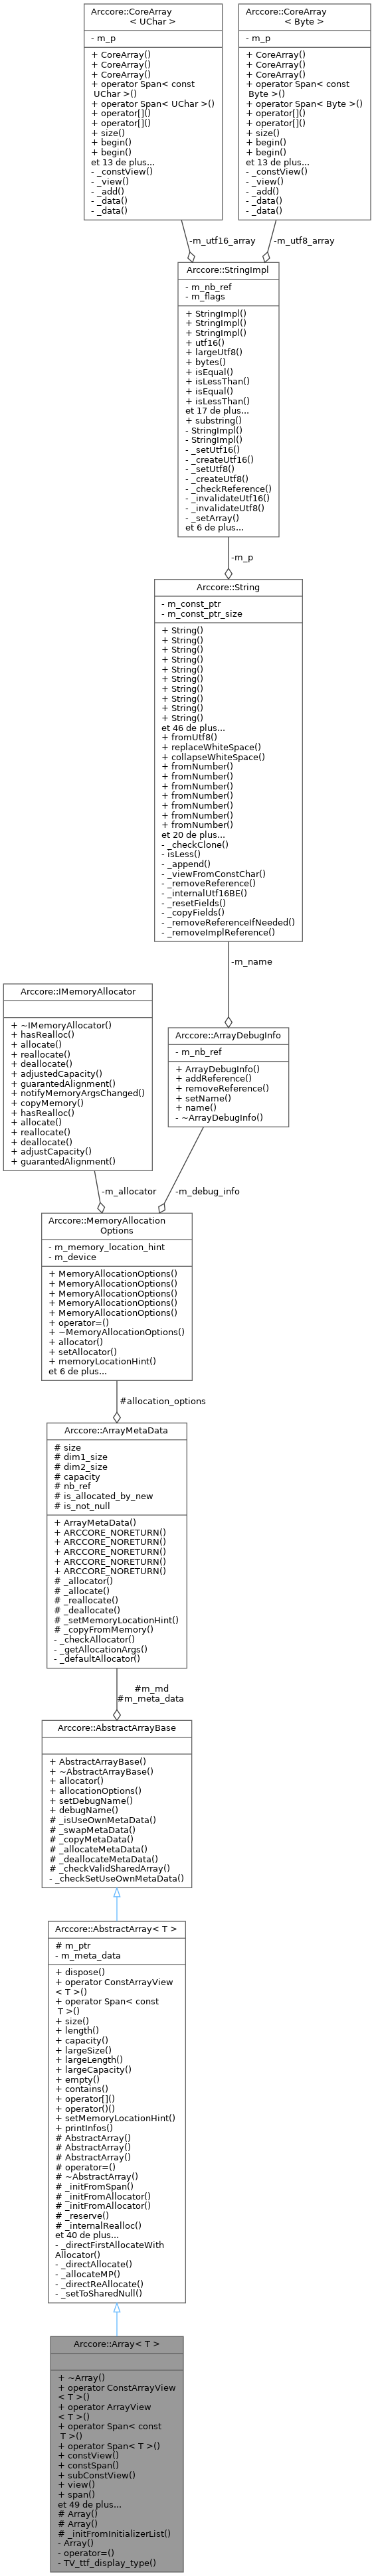 Arccore::CoreArray
< UChar >
- m_p
+ CoreArray()
+ CoreArray()
+ CoreArray()
+ operator Span< const
UChar >()
+ operator Span< UChar >()
+ operator[]()
+ operator[]()
+ size()
+ begin()
+ begin()
et 13 de plus...
- _constView()
- _view()
- _add()
- _data()
- _data()
Arccore::CoreArray
< Byte >
- m_p
+ CoreArray()
+ CoreArray()
+ CoreArray()
+ operator Span< const
Byte >()
+ operator Span< Byte >()
+ operator[]()
+ operator[]()
+ size()
+ begin()
+ begin()
et 13 de plus...
- _constView()
- _view()
- _add()
- _data()
- _data()
-m_utf16_array
-m_utf8_array
Arccore::StringImpl
- m_nb_ref
- m_flags
+ StringImpl()
+ StringImpl()
+ StringImpl()
+ utf16()
+ largeUtf8()
+ bytes()
+ isEqual()
+ isLessThan()
+ isEqual()
+ isLessThan()
et 17 de plus...
+ substring()
- StringImpl()
- StringImpl()
- _setUtf16()
- _createUtf16()
- _setUtf8()
- _createUtf8()
- _checkReference()
- _invalidateUtf16()
- _invalidateUtf8()
- _setArray()
et 6 de plus...
-m_p
Arccore::String
- m_const_ptr
- m_const_ptr_size
+ String()
+ String()
+ String()
+ String()
+ String()
+ String()
+ String()
+ String()
+ String()
+ String()
et 46 de plus...
+ fromUtf8()
+ replaceWhiteSpace()
+ collapseWhiteSpace()
+ fromNumber()
+ fromNumber()
+ fromNumber()
+ fromNumber()
+ fromNumber()
+ fromNumber()
+ fromNumber()
et 20 de plus...
- _checkClone()
- isLess()
- _append()
- _viewFromConstChar()
- _removeReference()
- _internalUtf16BE()
- _resetFields()
- _copyFields()
- _removeReferenceIfNeeded()
- _removeImplReference()
-m_name
Arccore::IMemoryAllocator
+ ~IMemoryAllocator()
+ hasRealloc()
+ allocate()
+ reallocate()
+ deallocate()
+ adjustedCapacity()
+ guarantedAlignment()
+ notifyMemoryArgsChanged()
+ copyMemory()
+ hasRealloc()
+ allocate()
+ reallocate()
+ deallocate()
+ adjustCapacity()
+ guarantedAlignment()
Arccore::ArrayDebugInfo
- m_nb_ref
+ ArrayDebugInfo()
+ addReference()
+ removeReference()
+ setName()
+ name()
- ~ArrayDebugInfo()
-m_allocator
-m_debug_info
Arccore::MemoryAllocation
Options
- m_memory_location_hint
- m_device
+ MemoryAllocationOptions()
+ MemoryAllocationOptions()
+ MemoryAllocationOptions()
+ MemoryAllocationOptions()
+ MemoryAllocationOptions()
+ operator=()
+ ~MemoryAllocationOptions()
+ allocator()
+ setAllocator()
+ memoryLocationHint()
et 6 de plus...
#allocation_options
Arccore::ArrayMetaData
# size
# dim1_size
# dim2_size
# capacity
# nb_ref
# is_allocated_by_new
# is_not_null
+ ArrayMetaData()
+ ARCCORE_NORETURN()
+ ARCCORE_NORETURN()
+ ARCCORE_NORETURN()
+ ARCCORE_NORETURN()
+ ARCCORE_NORETURN()
# _allocator()
# _allocate()
# _reallocate()
# _deallocate()
# _setMemoryLocationHint()
# _copyFromMemory()
- _checkAllocator()
- _getAllocationArgs()
- _defaultAllocator()
#m_md
#m_meta_data
Arccore::AbstractArrayBase
+ AbstractArrayBase()
+ ~AbstractArrayBase()
+ allocator()
+ allocationOptions()
+ setDebugName()
+ debugName()
# _isUseOwnMetaData()
# _swapMetaData()
# _copyMetaData()
# _allocateMetaData()
# _deallocateMetaData()
# _checkValidSharedArray()
- _checkSetUseOwnMetaData()
Arccore::AbstractArray< T >
# m_ptr
- m_meta_data
+ dispose()
+ operator ConstArrayView
< T >()
+ operator Span< const
T >()
+ size()
+ length()
+ capacity()
+ largeSize()
+ largeLength()
+ largeCapacity()
+ empty()
+ contains()
+ operator[]()
+ operator()()
+ setMemoryLocationHint()
+ printInfos()
# AbstractArray()
# AbstractArray()
# AbstractArray()
# operator=()
# ~AbstractArray()
# _initFromSpan()
# _initFromAllocator()
# _initFromAllocator()
# _reserve()
# _internalRealloc()
et 40 de plus...
- _directFirstAllocateWith
Allocator()
- _directAllocate()
- _allocateMP()
- _directReAllocate()
- _setToSharedNull()
Arccore::Array< T >
+ ~Array()
+ operator ConstArrayView
< T >()
+ operator ArrayView
< T >()
+ operator Span< const
T >()
+ operator Span< T >()
+ constView()
+ constSpan()
+ subConstView()
+ view()
+ span()
et 49 de plus...
# Array()
# Array()
# _initFromInitializerList()
- Array()
- operator=()
- TV_ttf_display_type()